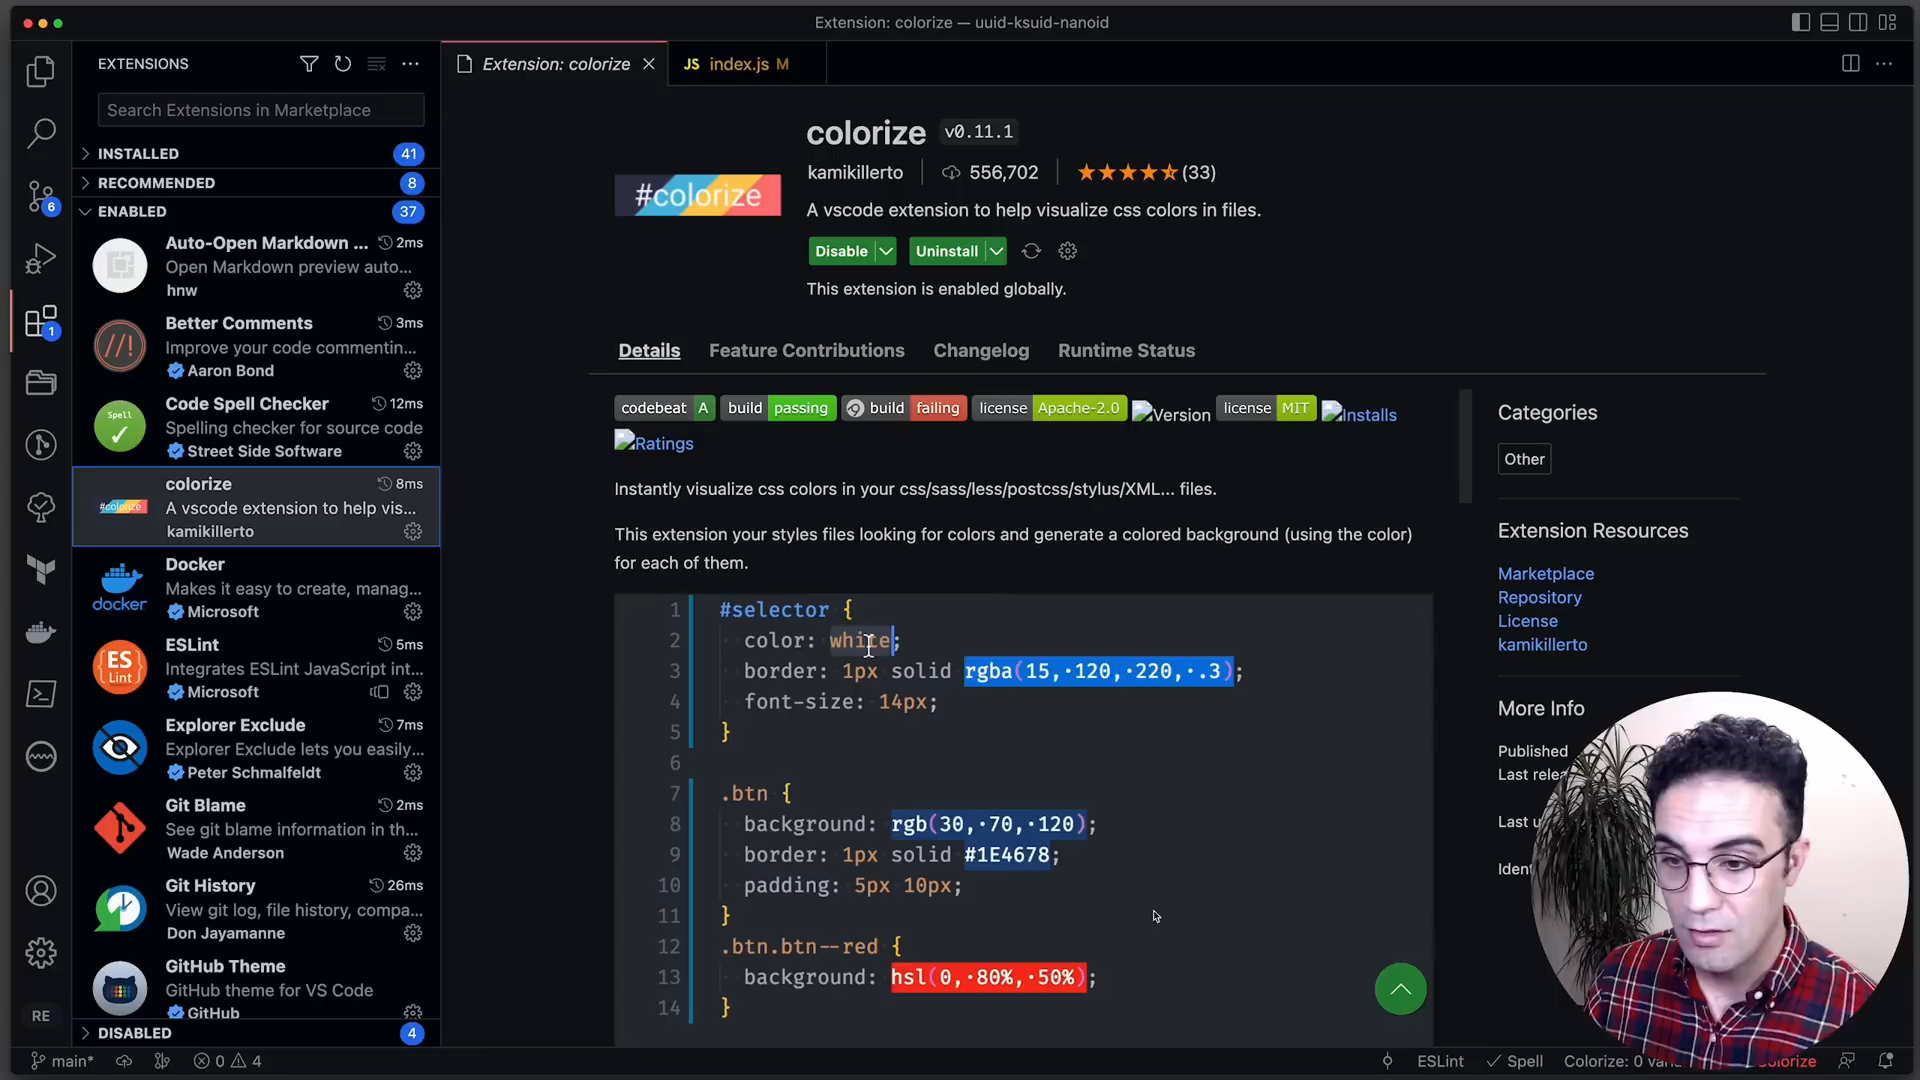 Extension: colorize — uuid-ksuid-nanoid
EXTENSIONS
Extension: colorize
JS index.js M
Search Extensions in Marketplace
INSTALLED 41
RECOMMENDED 8
ENABLED 37
Auto-Open Markdown ... 2ms
Open Markdown preview auto...
hnw
Better Comments 3ms
Improve your code commentin...
Aaron Bond
Code Spell Checker 12ms
Spell
Spelling checker for source code
Street Side Software
colorize 8ms
#colorize
A vscode extension to help vis...
kamikillerto
Docker
docker
Makes it easy to create, manag...
Microsoft
ESLint 5ms
ES
Lint
Integrates ESLint JavaScript int...
Microsoft
Explorer Exclude 7ms
Explorer Exclude lets you easily...
Peter Schmalfeldt
Git Blame 2ms
See git blame information in th...
Wade Anderson
Git History 26ms
View git log, file history, compa...
Don Jayamanne
GitHub Theme
GitHub theme for VS Code
GitHub
DISABLED 4
6
1
RE
#colorize
colorize v0.11.1
kamikillerto 556,702 (33)
A vscode extension to help visualize css colors in files.
Disable Uninstall
This extension is enabled globally.
Details Feature Contributions Changelog Runtime Status
codebeat A build passing build failing license Apache-2.0 Version license MIT Installs
Ratings
Instantly visualize css colors in your css/sass/less/postcss/stylus/XML... files.
This extension your styles files looking for colors and generate a colored background (using the color)
for each of them.
1 #selector {
2 color: white;
3 border: 1px solid rgba(15,·120,·220,·.3);
4 font-size: 14px;
5 }
6
7 .btn {
8 background: rgb(30,·70,·120);
9 border: 1px solid #1E4678;
10 padding: 5px 10px;
11 }
12 .btn.btn--red {
13 background: hsl(0,·80%,·50%);
14 }
Categories
Other
Extension Resources
Marketplace
Repository
License
kamikillerto
More Info
Published
Last
Last
main* 0 4
ESLint Spell Colorize: 0